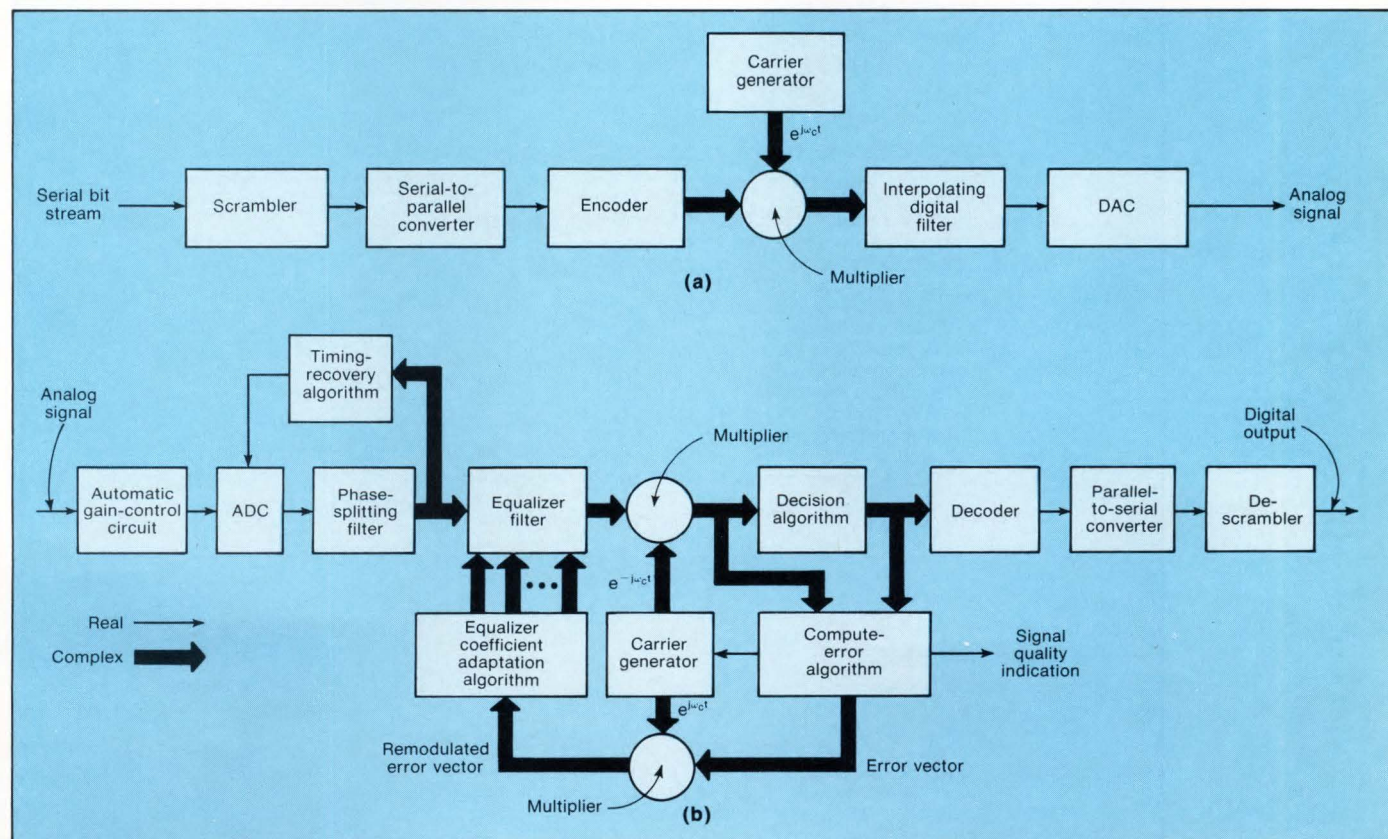 Carrier
generator
e^jωct
Serial bit
stream
Scrambler
Serial-to-
parallel
converter
Encoder
Interpolating
digital
filter
DAC
Analog
signal
Multiplier
(a)
Timing-
recovery
algorithm
Analog
signal
Multiplier
Digital
output
Automatic
gain-control
circuit
ADC
Phase-
splitting
filter
Equalizer
filter
Decision
algorithm
Decoder
Parallel-
to-serial
converter
De-
scrambler
e^-jωct
Real
Complex
Equalizer
coefficient
adaptation
algorithm
Carrier
generator
Compute-
error
algorithm
Signal
quality
indication
e^jωct
Remodulated
error vector
Error vector
Multiplier
(b)